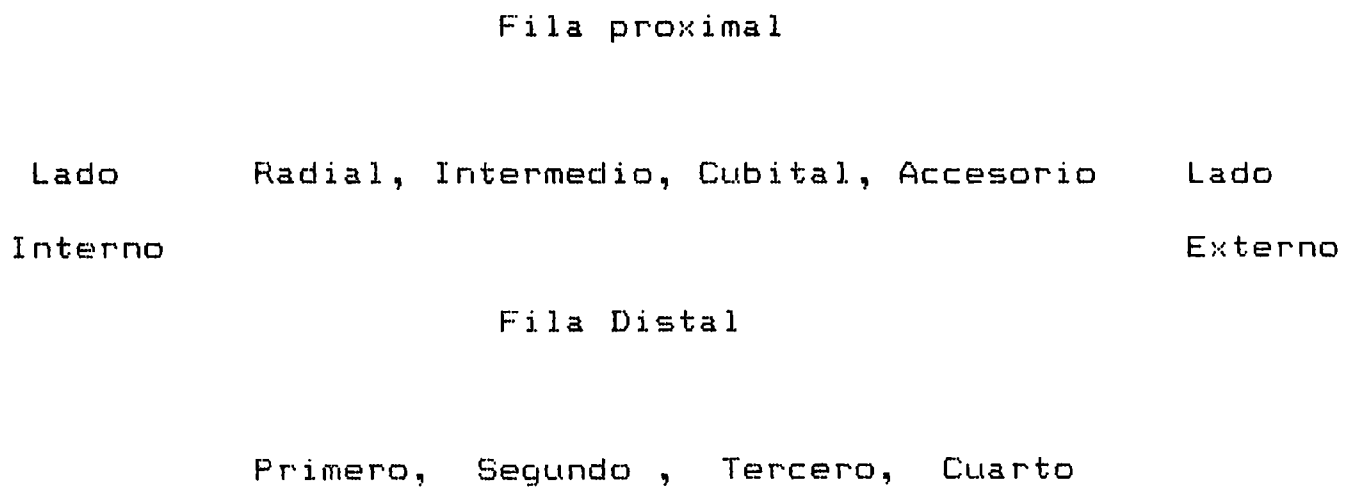 Fila proximal
Lado Radial, Intermedio, Cubital, Accesorio Lado
Interno Externo
Fila Distal
Primero, Segundo , Tercero, Cuarto